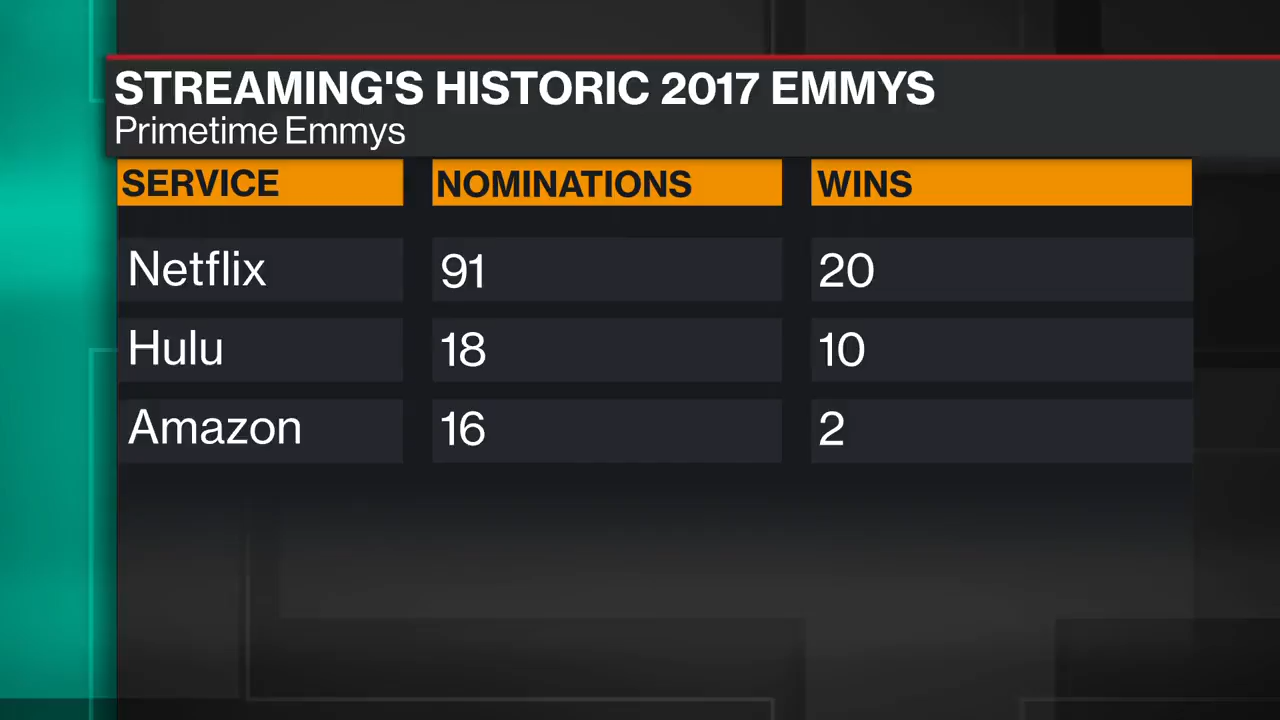 STREAMING'S HISTORIC 2017 EMMYS
Primetime Emmys
SERVICE NOMINATIONS WINS
Netflix 91 20
Hulu 18 10
Amazon 16 2